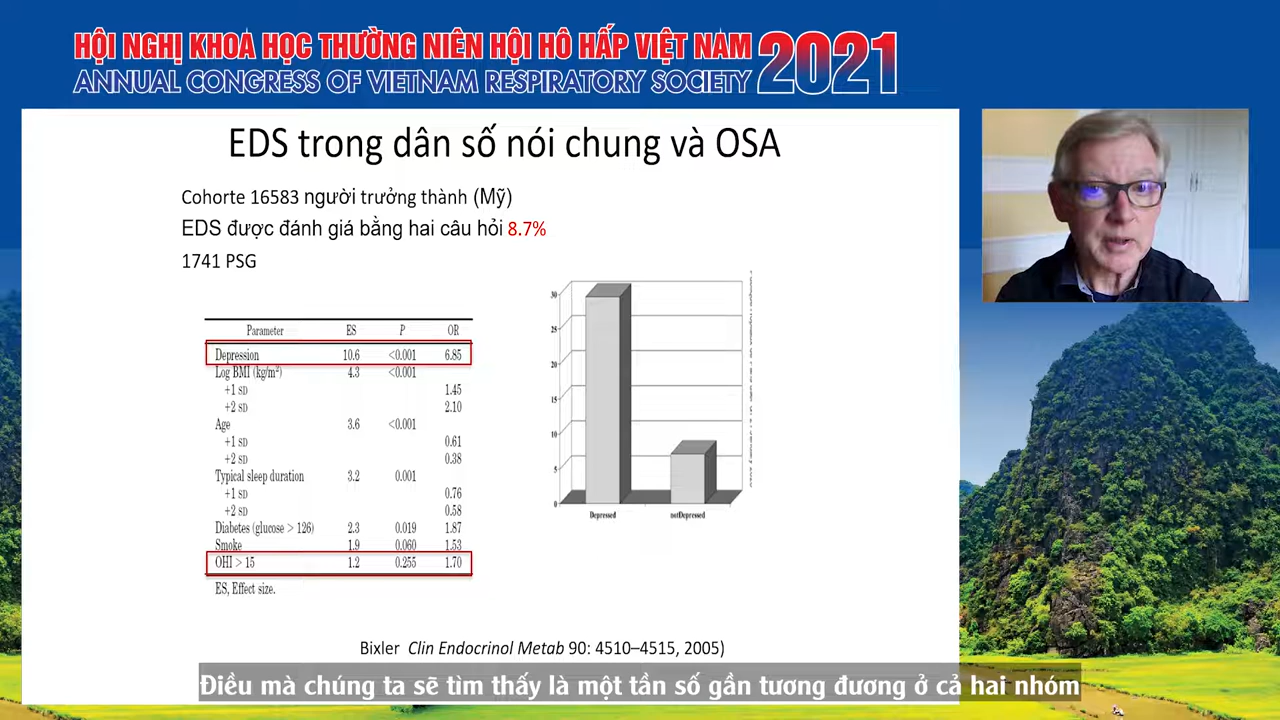 HỘI NGHỊ KHOA HỌC THƯỜNG NIÊN HỘI HÔ HẤP VIỆT NAM 2021
ANNUAL CONGRESS OF VIETNAM RESPIRATORY SOCIETY
EDS trong dân số nói chung và OSA
Cohorte 16583 người trưởng thành (Mỹ)
EDS được đánh giá bằng hai câu hỏi 8.7%
1741 PSG
Parameter ES P OR
Depression 10.6 <0.001 6.85
Log BMI (kg/m²) 4.3 <0.001
+1 SD 1.45
+2 SD 2.10
Age 3.6 <0.001
+1 SD 0.61
+2 SD 0.38
Typical sleep duration 3.2 0.001
+1 SD 0.76
+2 SD 0.58
Diabetes (glucose > 126) 2.3 0.019 1.87
Smoke 1.9 0.060 1.53
OHI > 15 1.2 0.255 1.70
ES, Effect size.
30
25
20
15
10
5
0
Depressed notDepressed
Bixler Clin Endocrinol Metab 90: 4510–4515, 2005)
Điều mà chúng ta sẽ tìm thấy là một tần số gần tương đương ở cả hai nhóm